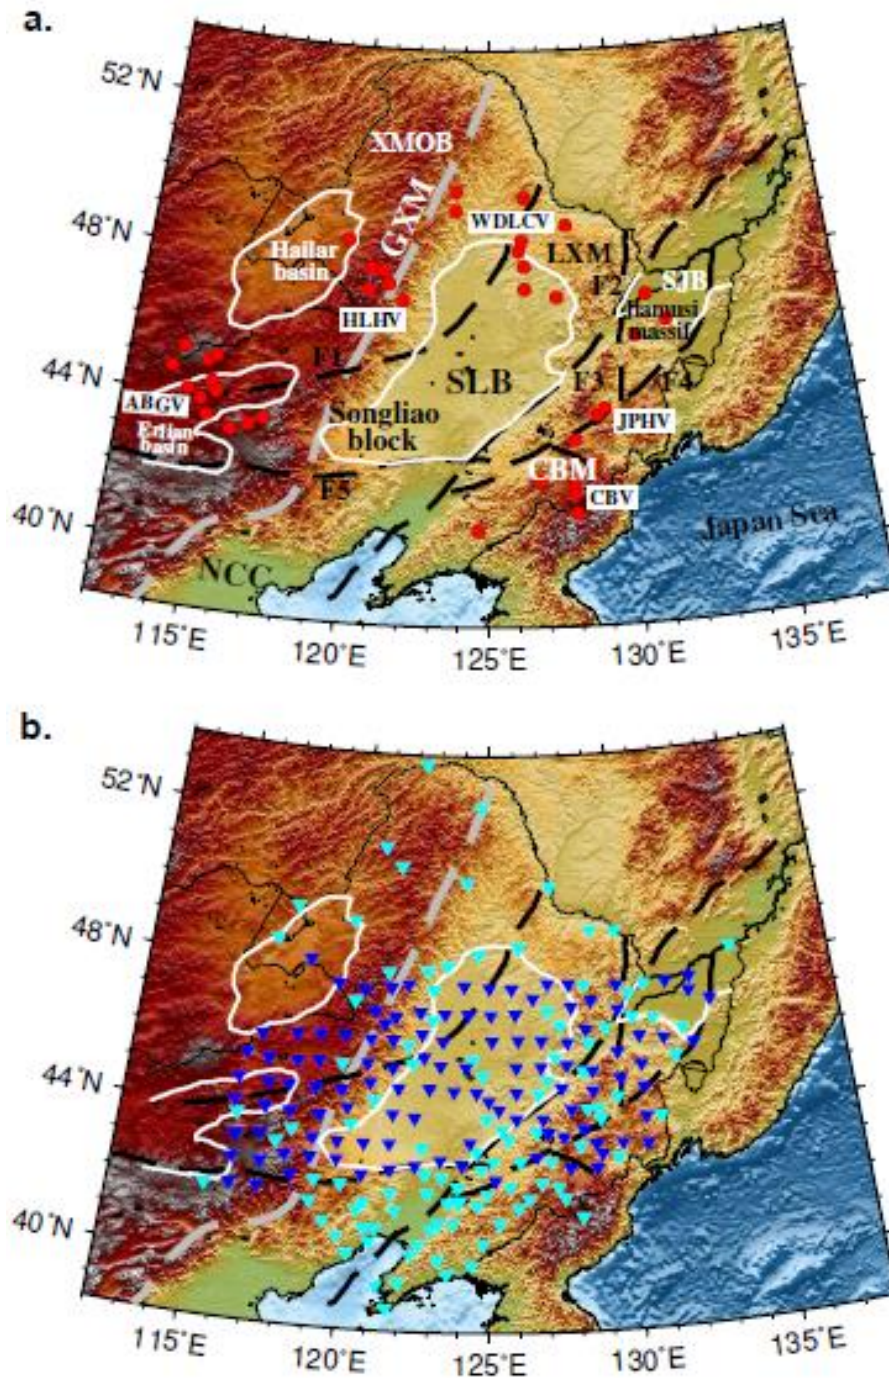 a.
52°N
48°N
44°N
40°N
XMOB
GXM
WDLCV
LXM
Hailar
basin
HLHV
F2
SJB
Jiamusi
massif
F1
ABGV
Erlian
basin
SLB
Songliao
block
F3
F4
JPHV
CBM
CBV
F5
NCC
Japan Sea
115°E
120°E
125°E
130°E
135°E
b.
52°N
48°N
44°N
40°N
115°E
120°E
125°E
130°E
135°E